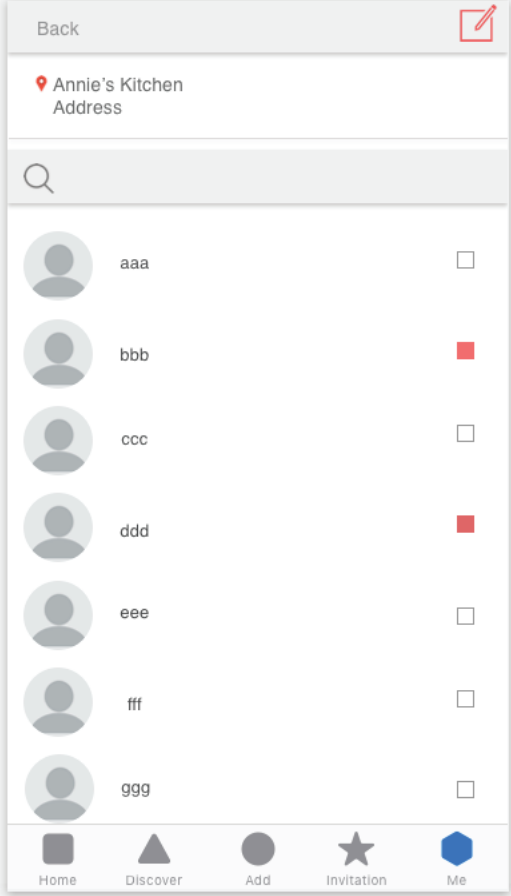 Back
Annie's Kitchen
Address
aaa
bbb
ccc
ddd
eee
fff
ggg
Home
Discover
Add
Invitation
Me